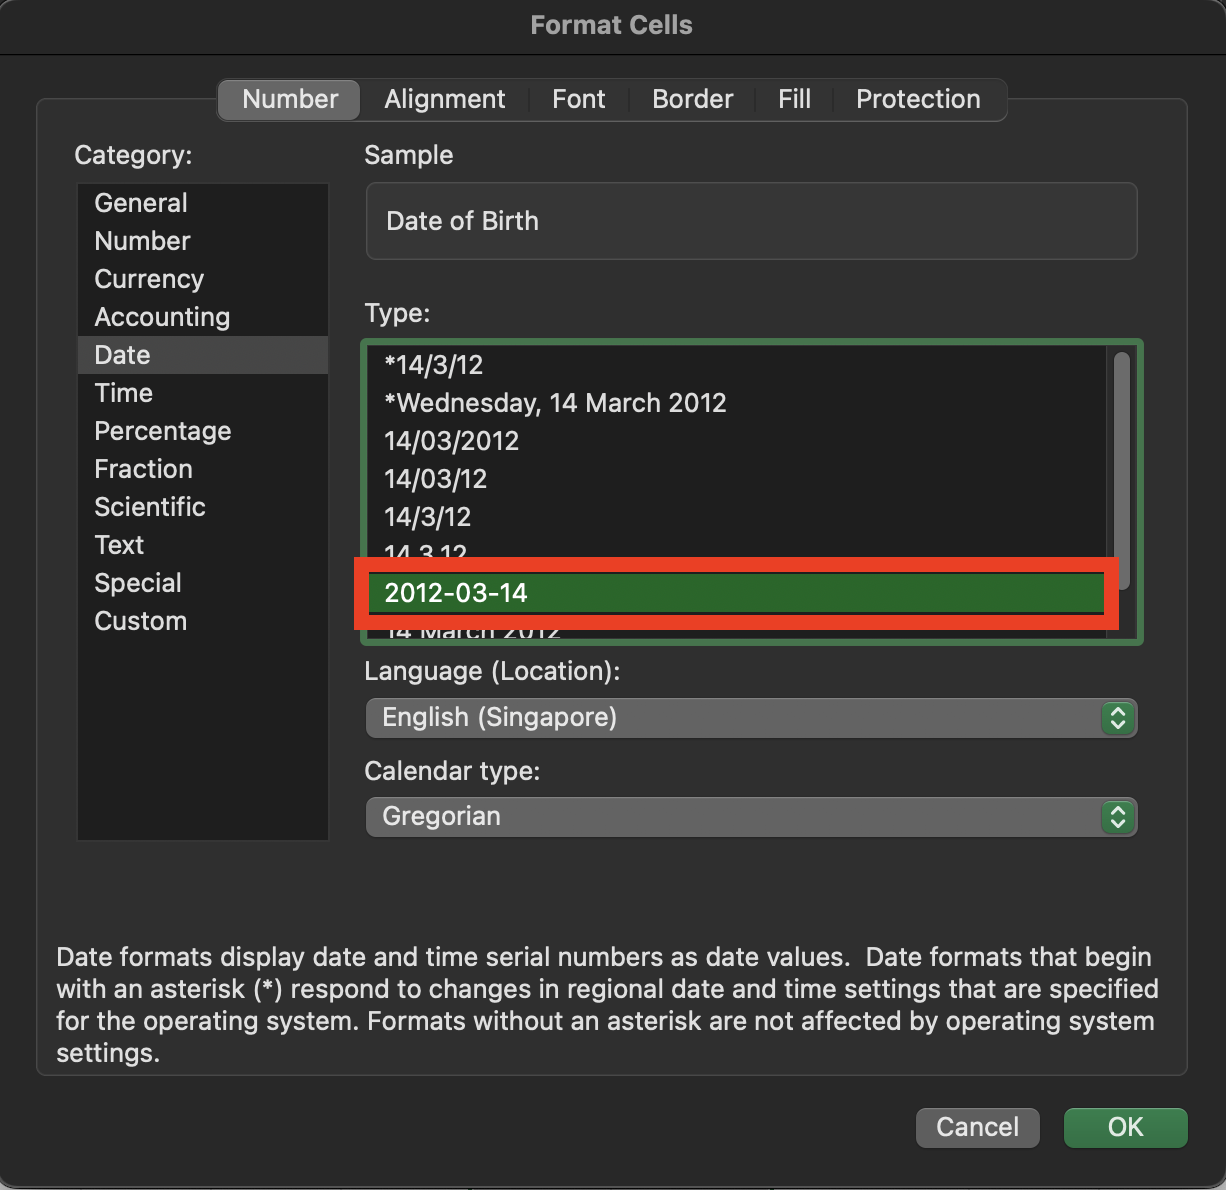 Format Cells
Number Alignment Font Border Fill Protection
Category:
General
Number
Currency
Accounting
Date
Time
Percentage
Fraction
Scientific
Text
Special
Custom
Sample
Date of Birth
Type:
*14/3/12
*Wednesday, 14 March 2012
14/03/2012
14/03/12
14/3/12
14.3.12
2012-03-14
14 March 2012
Language (Location):
English (Singapore)
Calendar type:
Gregorian
Date formats display date and time serial numbers as date values.  Date formats that begin
with an asterisk (*) respond to changes in regional date and time settings that are specified
for the operating system. Formats without an asterisk are not affected by operating system
settings.
Cancel OK